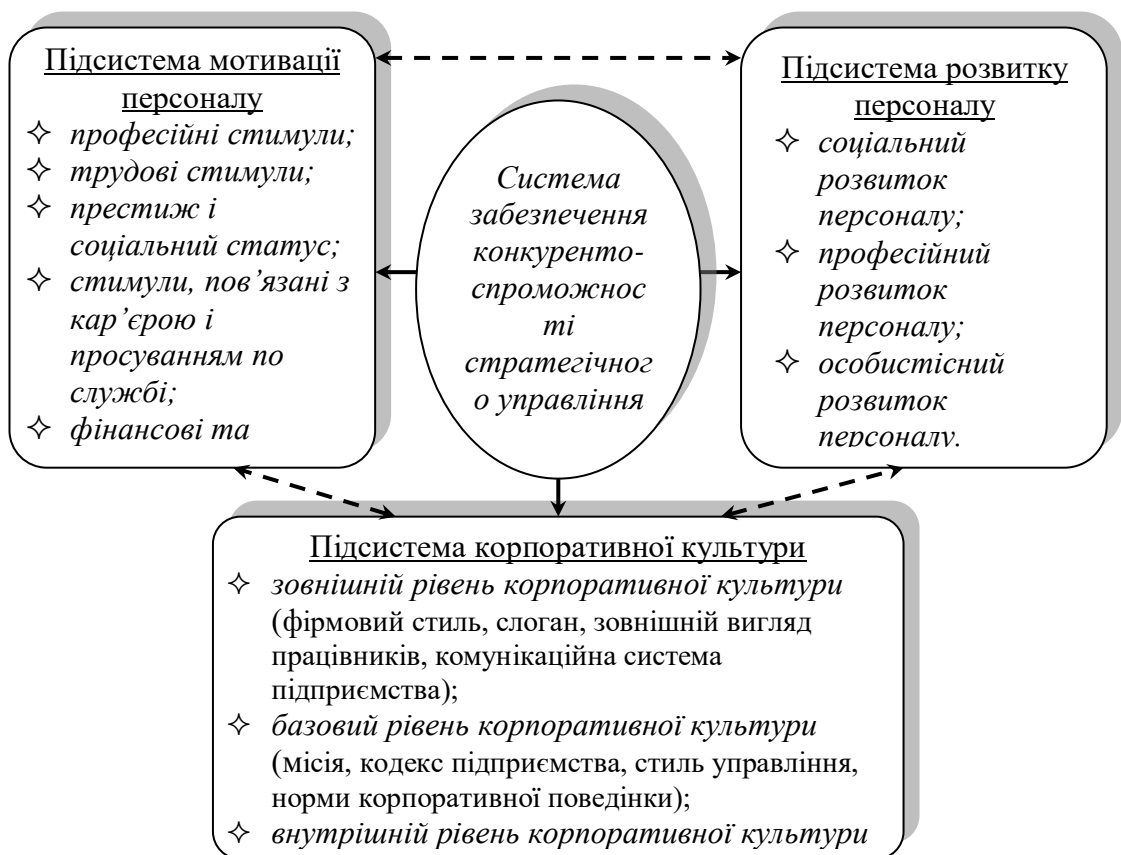 Підсистема мотивації
персоналу
✧ професійні стимули;
✧ трудові стимули;
✧ престиж і
соціальний статус;
✧ стимули, пов’язані з
кар’єрою і
просуванням по
службі;
✧ фінансові та
Система
забезпечення
конкуренто-
спроможнос
ті
стратегічног
о управління
Підсистема розвитку
персоналу
✧ соціальний
розвиток
персоналу;
✧ професійний
розвиток
персоналу;
✧ особистісний
розвиток
персоналу.
Підсистема корпоративної культури
✧ зовнішній рівень корпоративної культури
(фірмовий стиль, слоган, зовнішній вигляд
працівників, комунікаційна система
підприємства);
✧ базовий рівень корпоративної культури
(місія, кодекс підприємства, стиль управління,
норми корпоративної поведінки);
✧ внутрішній рівень корпоративної культури